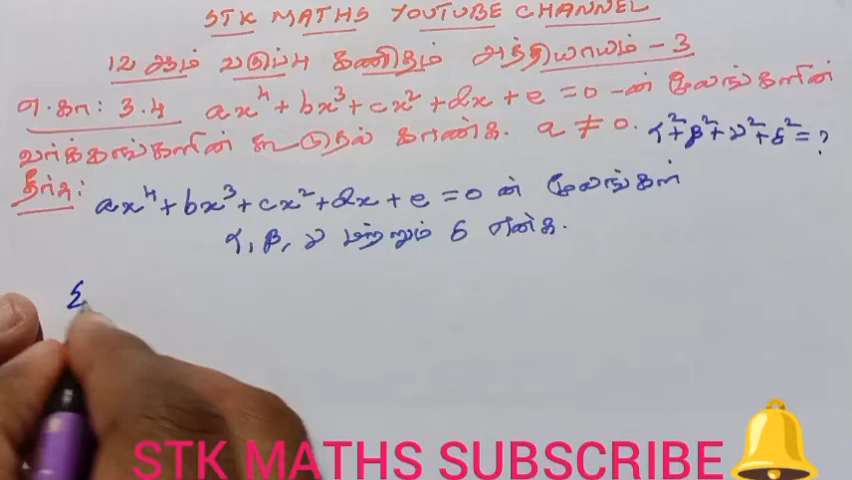 STK MATHS YOUTUBE CHANNEL
12 ஆம் வகுப்பு கணிதம் அத்தியாயம் - 3
எ.கா: 3.4 ax⁴ + bx³ + cx² + dx + e = 0 -ன் மூலங்களின்
வர்க்கங்களின் கூடுதல் காண்க. a ≠ 0. α² + β² + γ² + δ² = ?
தீர்வு:
ax⁴ + bx³ + cx² + dx + e = 0 ன் மூலங்கள்
α, β, γ மற்றும் δ என்க.
Σ
STK MATHS SUBSCRIBE